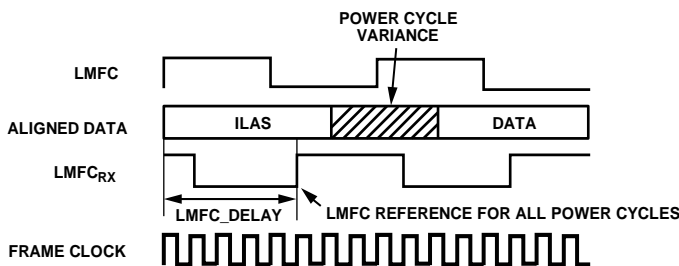 POWER CYCLE
VARIANCE
LMFC
ALIGNED DATA
ILAS
DATA
LMFCRX
LMFC_DELAY
LMFC REFERENCE FOR ALL POWER CYCLES
FRAME CLOCK